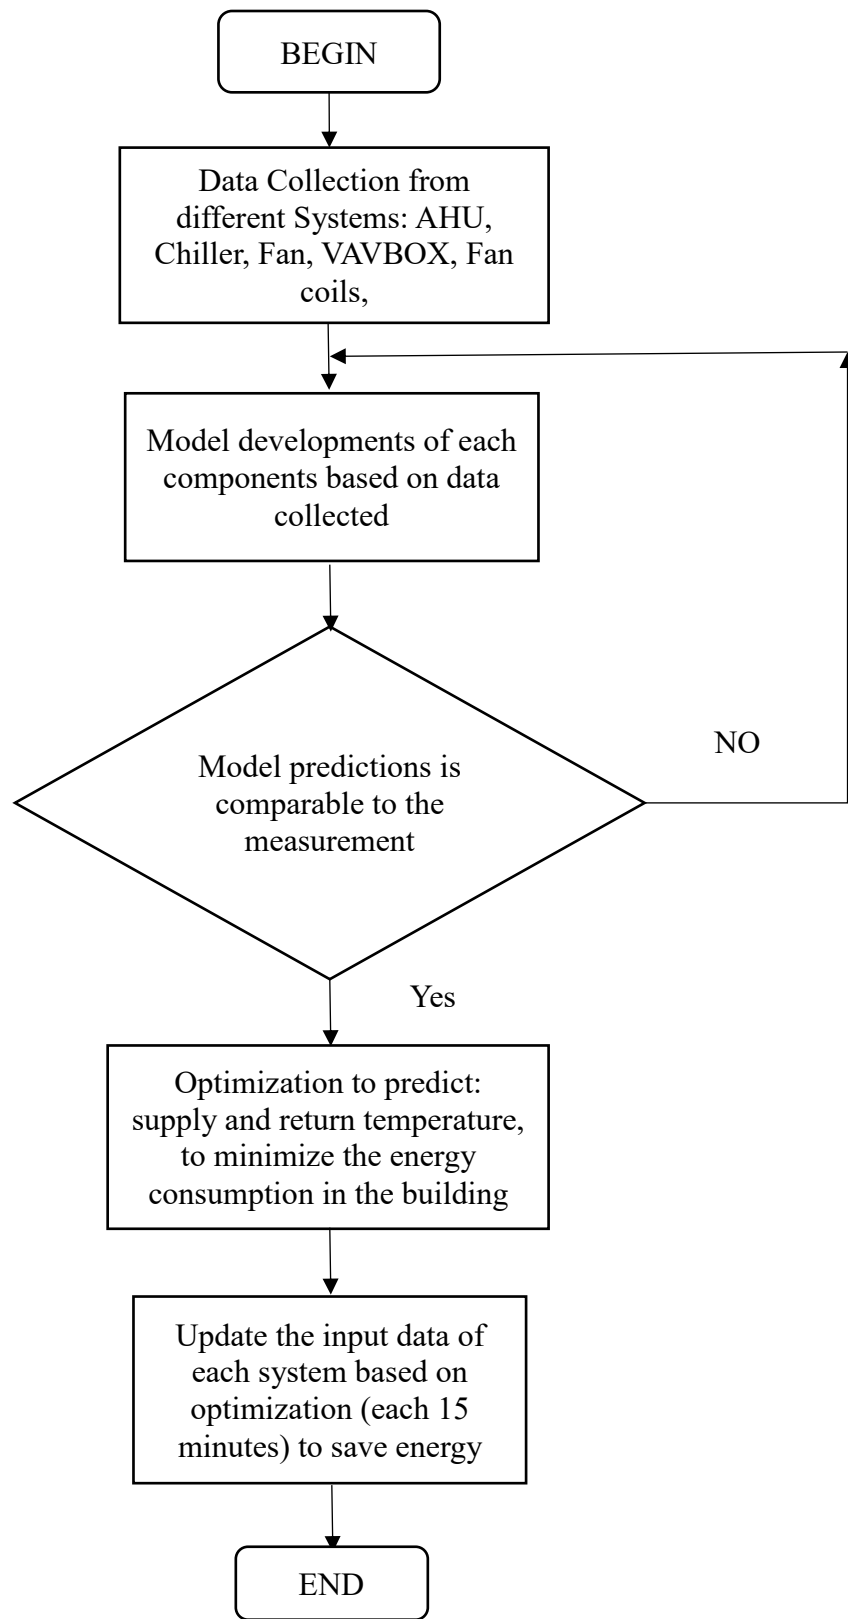 BEGIN
Data Collection from
different Systems: AHU,
Chiller, Fan, VAVBOX, Fan
coils,
Model developments of each
components based on data
collected
Model predictions is
comparable to the
measurement
NO
Yes
Optimization to predict:
supply and return temperature,
to minimize the energy
consumption in the building
Update the input data of
each system based on
optimization (each 15
minutes) to save energy
END